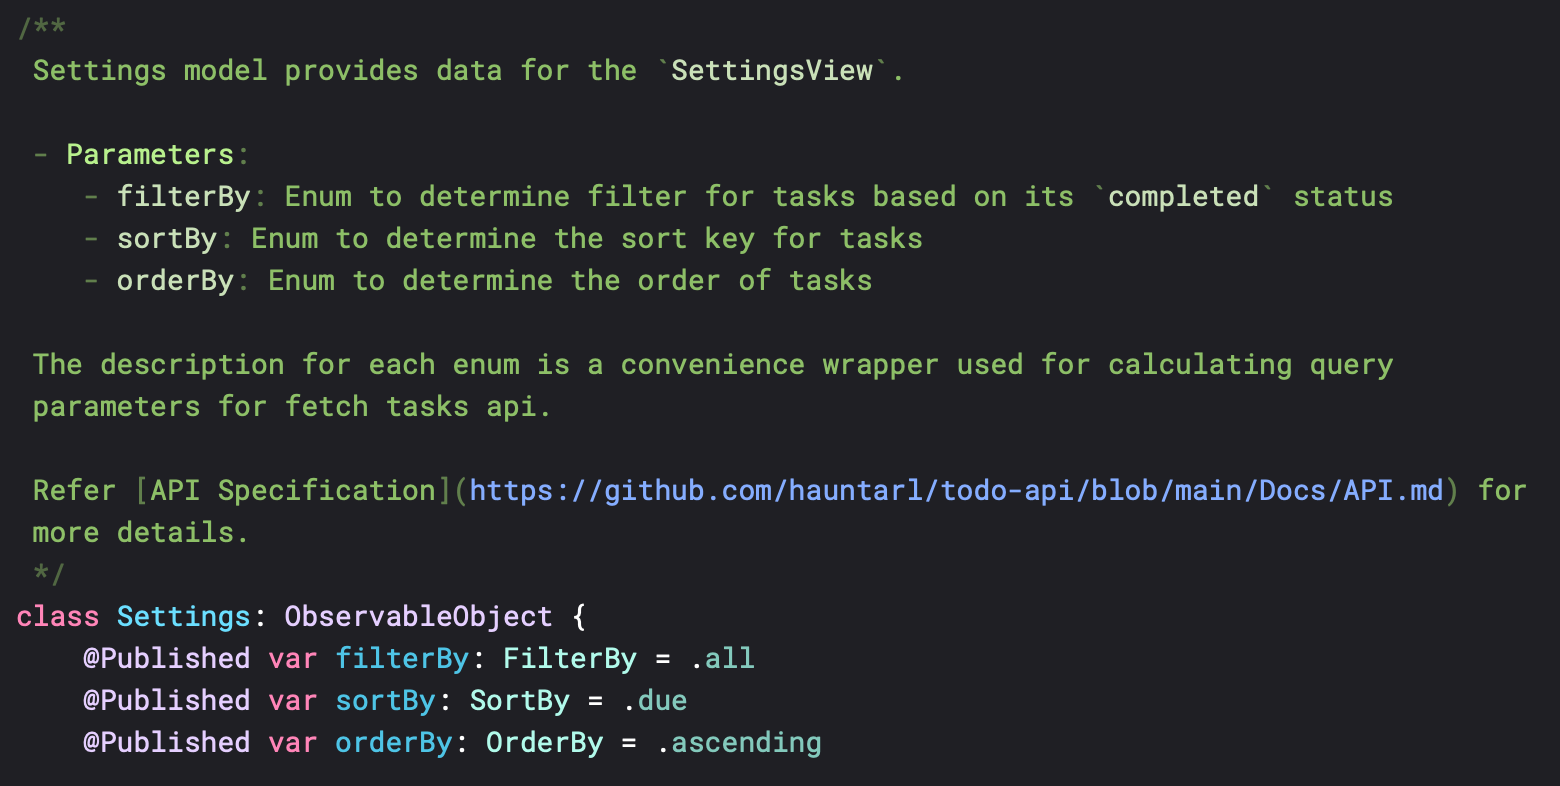 /**
Settings model provides data for the `SettingsView`.
- Parameters:
- filterBy: Enum to determine filter for tasks based on its `completed` status
- sortBy: Enum to determine the sort key for tasks
- orderBy: Enum to determine the order of tasks
The description for each enum is a convenience wrapper used for calculating query
parameters for fetch tasks api.
Refer [API Specification](https://github.com/hauntarl/todo-api/blob/main/Docs/API.md) for
more details.
*/
class Settings: ObservableObject {
@Published var filterBy: FilterBy = .all
@Published var sortBy: SortBy = .due
@Published var orderBy: OrderBy = .ascending